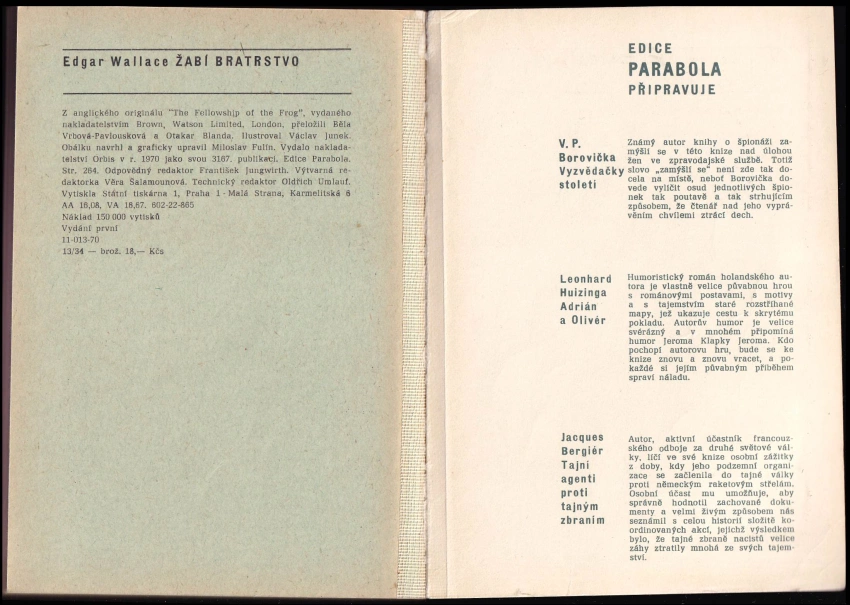 Edgar Wallace ŽABÍ BRATRSTVO
Z anglického originálu "The Fellowship of the Frog", vydaného
nakladatelstvím Brown, Watson Limited, London, přeložili Běla
Vrbová-Pavlousková a Otakar Blanda. Ilustroval Václav Junek.
Obálku navrhl a graficky upravil Miloslav Fulín. Vydalo naklada-
telství Orbis v r. 1970 jako svou 3167. publikaci. Edice Parabola.
Str. 264. Odpovědný redaktor František Jungwirth. Výtvarná re-
daktorka Věra Šalamounová. Technický redaktor Oldřich Umlauf.
Vytiskla Státní tiskárna 1, Praha 1 - Malá Strana, Karmelitská 6
AA 16,08, VA 16,67. 602-22-865
Náklad 150 000 výtisků
Vydání první
11-013-70
13/34 — brož. 18,— Kčs
EDICE
PARABOLA
PŘIPRAVUJE
V. P.
Borovička
Vyzvědačky
století
Známý autor knihy o špionáži za-
mýšlí se v této knize nad úlohou
žen ve zpravodajské službě. Totiž
slovo „zamýšlí se" není zde tak do-
cela na místě, neboť Borovička do-
vede vylíčit osud jednotlivých špio-
nek tak poutavě a tak strhujícím
způsobem, že čtenář nad jeho vyprá-
věním chvílemi ztrácí dech.
Leonhard
Huizinga
Adrián
a Olivér
Humoristický román holandského au-
tora je vlastně velice půvabnou hrou
s románovými postavami, s motivy
a s tajemstvím staré rozstříhané
mapy, jež ukazuje cestu k skrytému
pokladu. Autorův humor je velice
svérázný a v mnohém připomíná
humor Jeroma Klapky Jeroma. Kdo
pochopí autorovu hru, bude se ke
knize znovu a znovu vracet, a po-
každé si jejím půvabným příběhem
spraví náladu.
Jacques
Bergiér
Tajní
agenti
proti
tajným
zbraním
Autor, aktivní účastník francouz-
ského odboje za druhé světové vál-
ky, líčí ve své knize osobní zážitky
z doby, kdy jeho podzemní organi-
zace se začlenila do tajné války
proti německým raketovým střelám.
Osobní účast mu umožňuje, aby
správně hodnotil zachované doku-
menty a velmi živým způsobem nás
seznámil s celou historií složitě ko-
ordinovaných akcí, jejichž výsledkem
bylo, že tajné zbraně nacistů velice
záhy ztratily mnohá ze svých tajem-
ství.